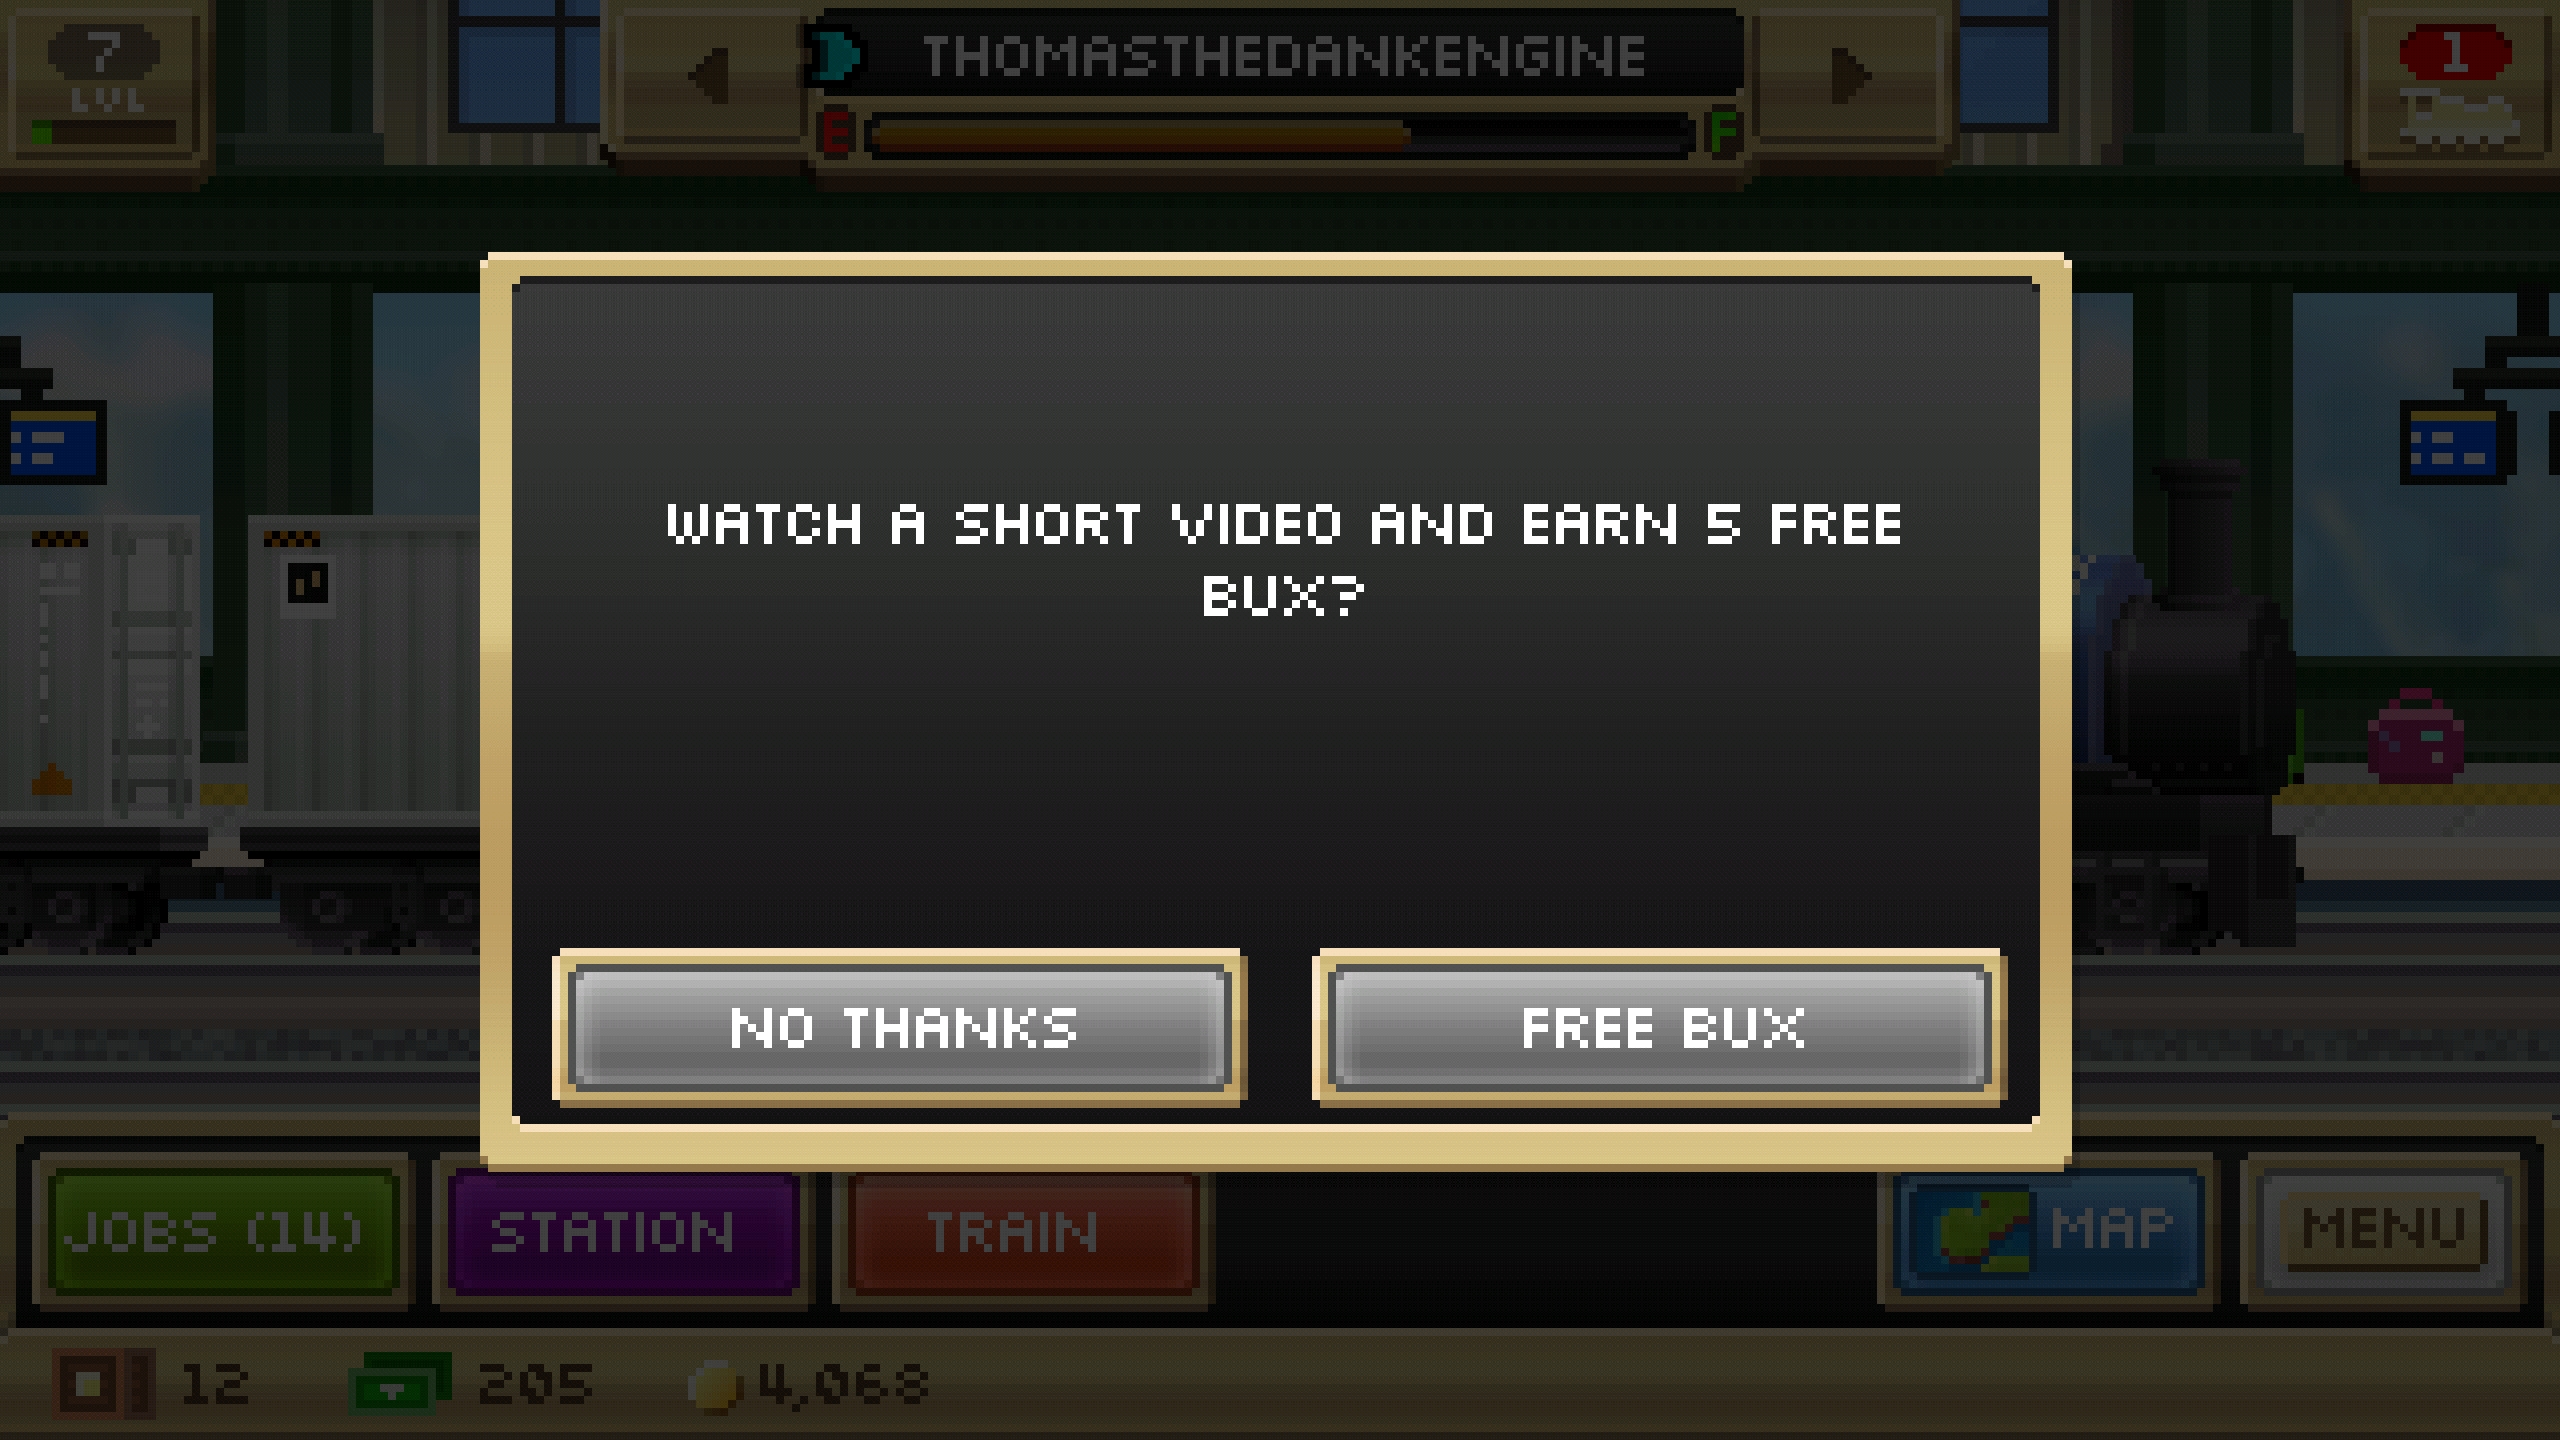 7
LVL
THOMASTHEDANKENGINE
E F
1
WATCH A SHORT VIDEO AND EARN 5 FREE
BUX?
NO THANKS
FREE BUX
JOBS (14)
STATION
TRAIN
MAP
MENU
12
205
4,068